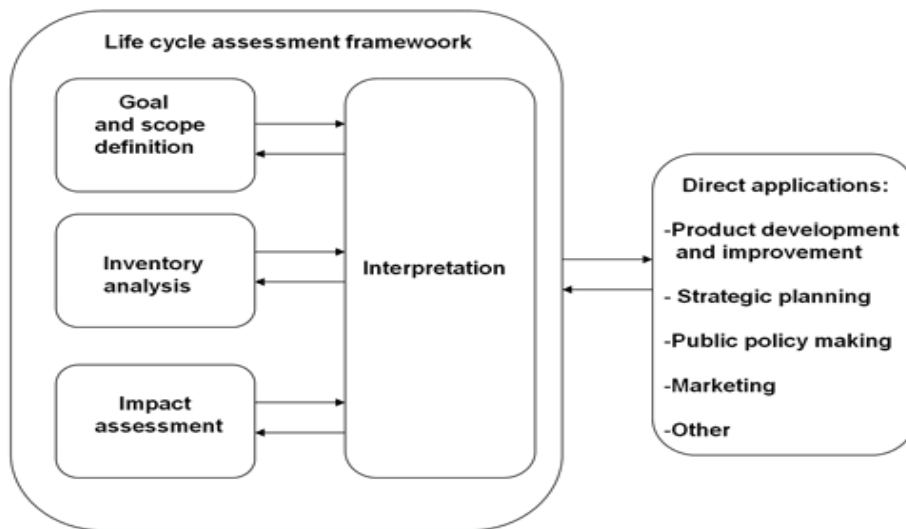 Life cycle assessment framewoork
Goal
and scope
definition
Inventory
analysis
Impact
assessment
Interpretation
Direct applications:
-Product development
and improvement
- Strategic planning
-Public policy making
-Marketing
-Other